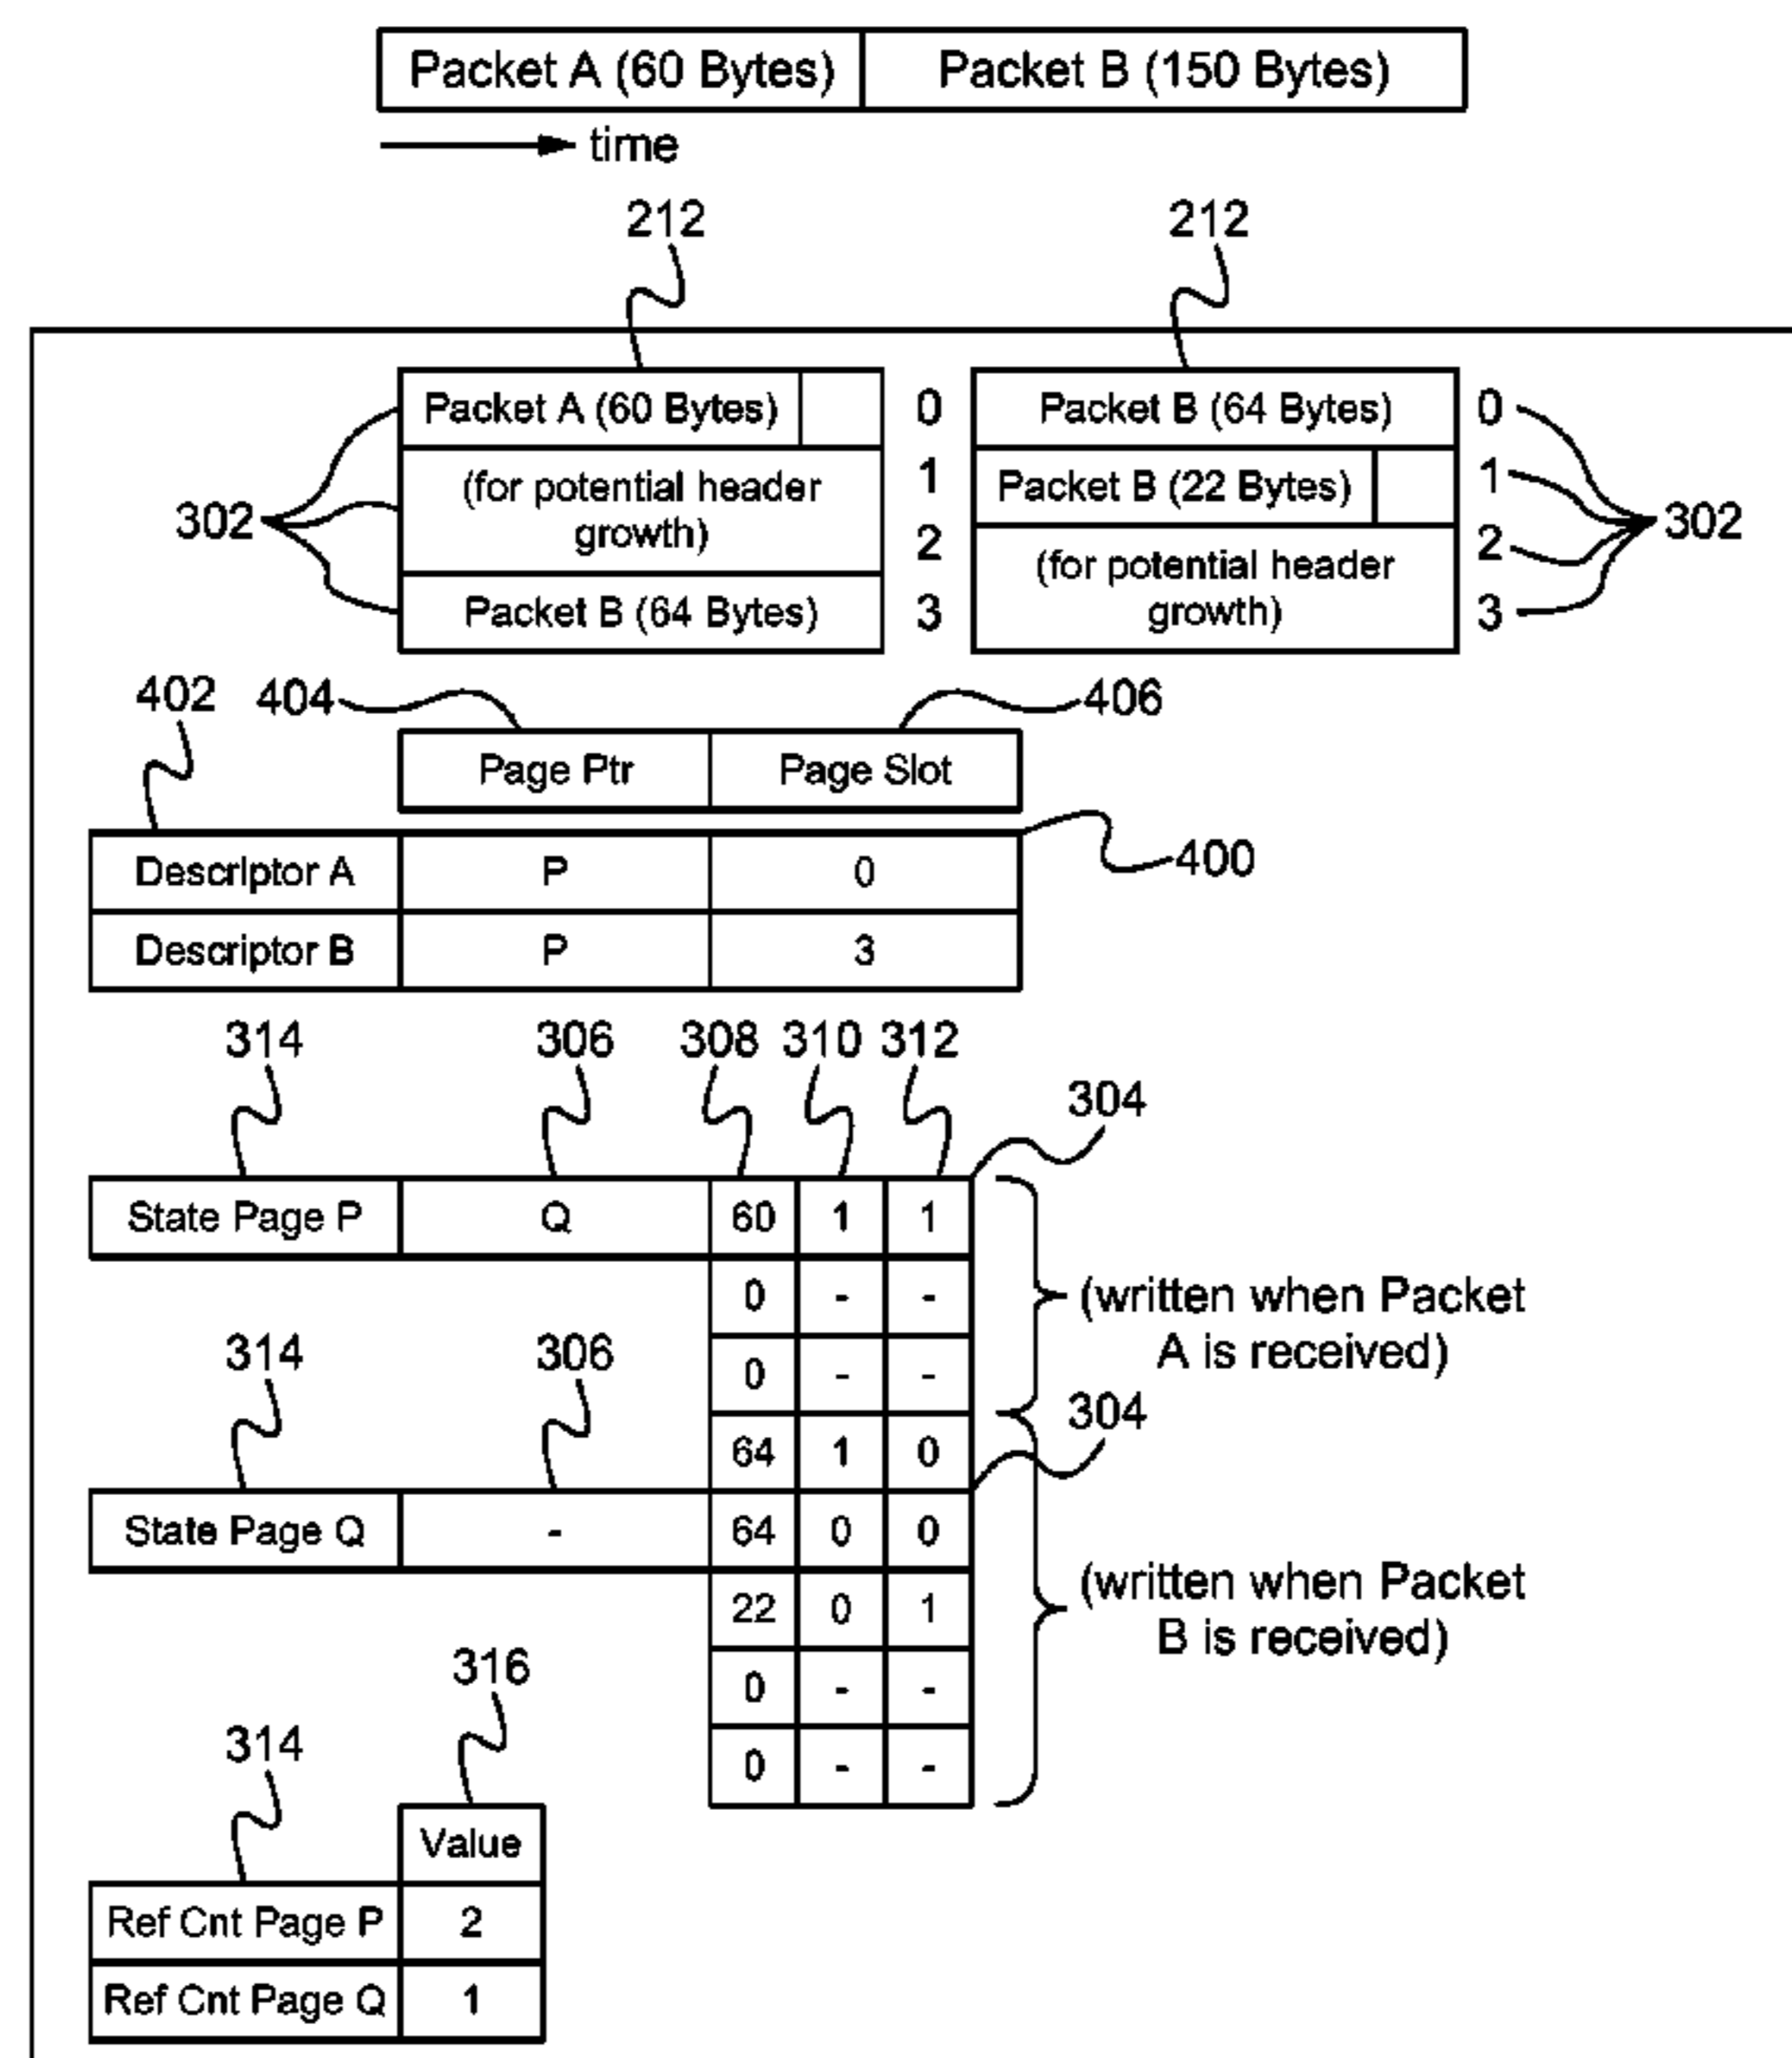 Packet A (60 Bytes) Packet B (150 Bytes)
time
212 212
Packet A (60 Bytes) 0 Packet B (64 Bytes) 0
(for potential header growth) 1 Packet B (22 Bytes) 1
302 302
2 (for potential header growth) 2
Packet B (64 Bytes) 3 3
402 404 406
Page Ptr Page Slot
400
Descriptor A P 0
Descriptor B P 3
314 306 308 310 312
304
State Page P Q 60 1 1
0 - -
(written when Packet
A is received)
314 306
0 - -
304
64 1 0
State Page Q - 64 0 0
22 0 1
(written when Packet
B is received)
316
0 - -
314
0 - -
Value
Ref Cnt Page P 2
Ref Cnt Page Q 1